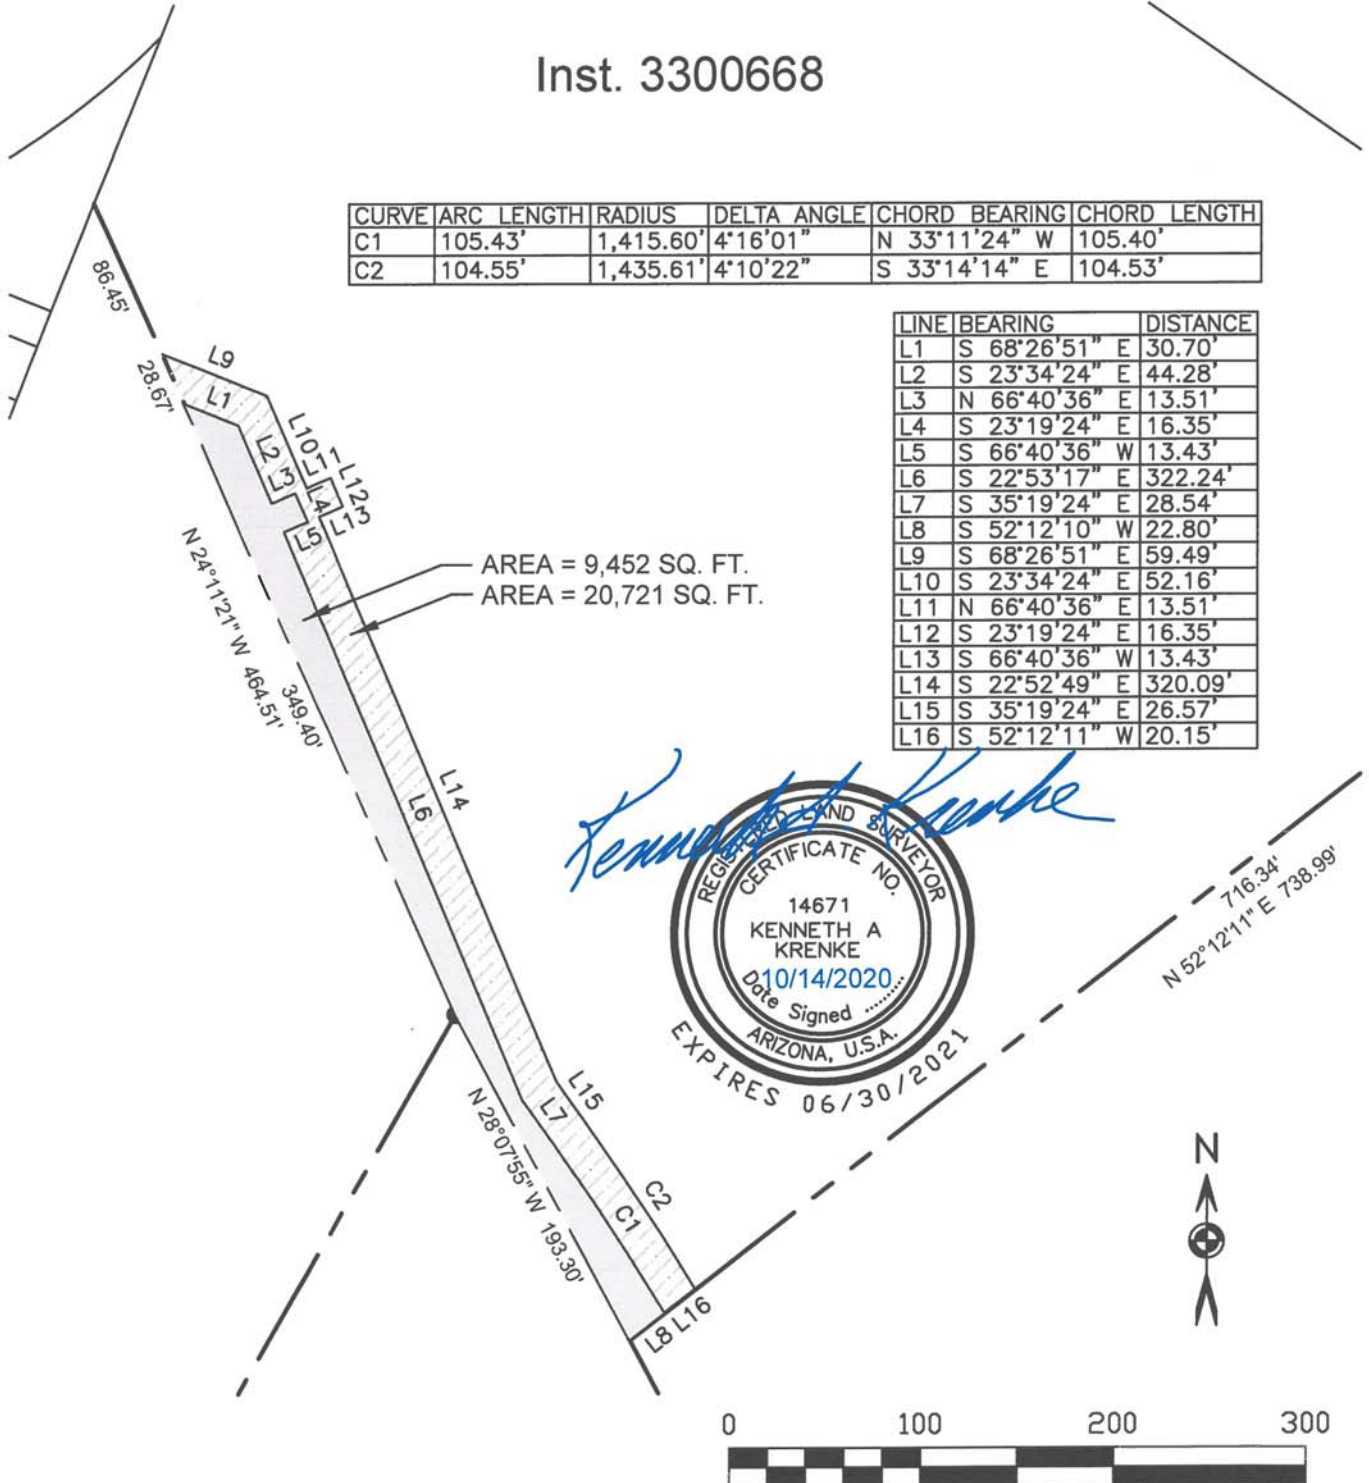 Inst. 3300668
CURVE ARC LENGTH RADIUS DELTA ANGLE CHORD BEARING CHORD LENGTH
C1 105.43' 1,415.60' 4°16'01" N 33°11'24" W 105.40'
C2 104.55' 1,435.61' 4°10'22" S 33°14'14" E 104.53'
LINE BEARING DISTANCE
L1 S 68°26'51" E 30.70'
L2 S 23°34'24" E 44.28'
L3 N 66°40'36" E 13.51'
L4 S 23°19'24" E 16.35'
L5 S 66°40'36" W 13.43'
L6 S 22°53'17" E 322.24'
L7 S 35°19'24" E 28.54'
L8 S 52°12'10" W 22.80'
L9 S 68°26'51" E 59.49'
L10 S 23°34'24" E 52.16'
L11 N 66°40'36" E 13.51'
L12 S 23°19'24" E 16.35'
L13 S 66°40'36" W 13.43'
L14 S 22°52'49" E 320.09'
L15 S 35°19'24" E 26.57'
L16 S 52°12'11" W 20.15'
86.45'
28.67'
L9
L1
L10
L2
L11
L12
L3
L4
L13
L5
AREA = 9,452 SQ. FT.
AREA = 20,721 SQ. FT.
N 24°11'21" W 464.51'
349.40'
L14
L6
Kenneth A. Krenke
REGISTERED LAND SURVEYOR
CERTIFICATE NO.
14671
KENNETH A
KRENKE
10/14/2020
Date Signed ..........
ARIZONA, U.S.A.
EXPIRES 06/30/2021
716.34'
N 52°12'11" E 738.99'
L15
L7
N 28°07'55" W 193.30'
C2
C1
L8 L16
N
0 100 200 300